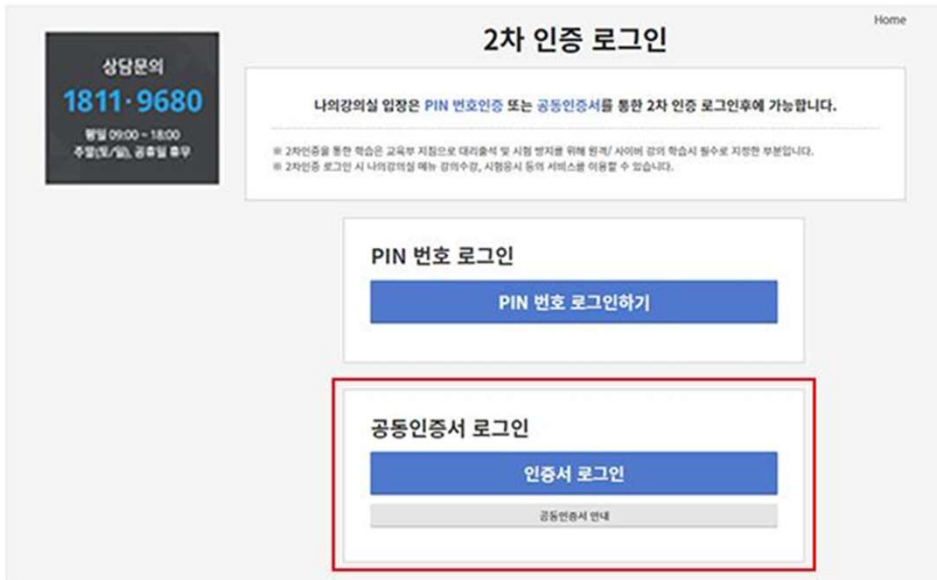 Home
2차 인증 로그인
상담문의
1811·9680
평일 09:00 ~ 18:00
주말(토/일), 공휴일 휴무
나의강의실 입장은 PIN 번호인증 또는 공동인증서를 통한 2차 인증 로그인후에 가능합니다.
※ 2차인증을 통한 학습은 교육부 지침으로 대리출석 및 시험 방지를 위해 원격/ 사이버 강의 학습시 필수로 지정한 부분입니다.
※ 2차인증 로그인 시 나의강의실 메뉴 강의수강, 시험응시 등의 서비스를 이용할 수 있습니다.
PIN 번호 로그인
PIN 번호 로그인하기
공동인증서 로그인
인증서 로그인
공동인증서 안내